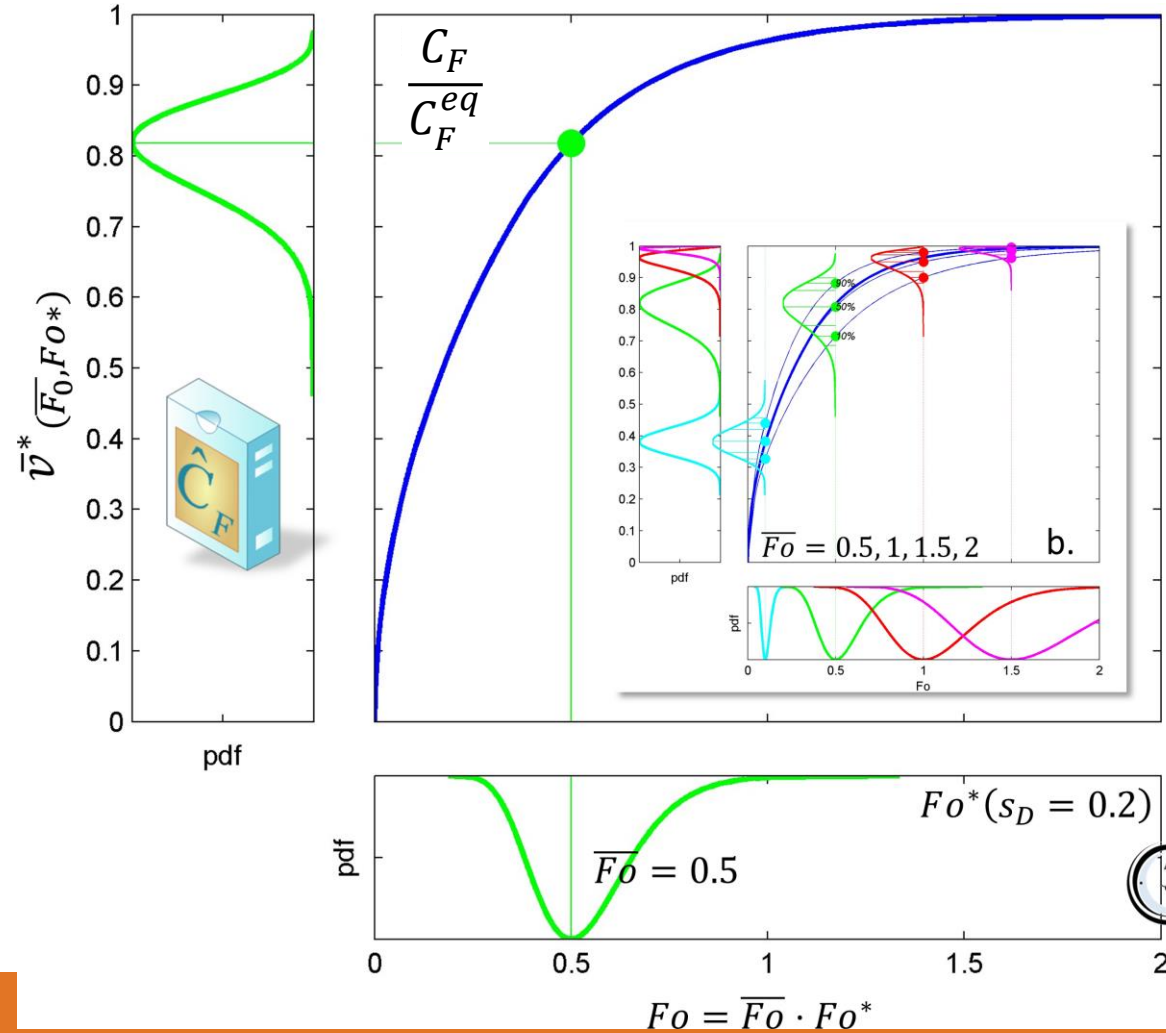 1
0.9
0.8
0.7
0.6
0.5
0.4
0.3
0.2
0.1
0
v̄* (F̄₀,Fo*)
pdf
C_F / C_F^eq
Ĉ F
1
0.9
0.8
0.7
0.6
0.5
0.4
0.3
0.2
0.1
0
pdf
90%
50%
10%
F̄ō = 0.5, 1, 1.5, 2
b.
pdf
0 0.5 1 1.5 2
Fo
1 1.5
pdf
F̄ō = 0.5
Fo*(s_D = 0.2)
0 0.5 1 1.5 2
Fo = F̄ō · Fo*